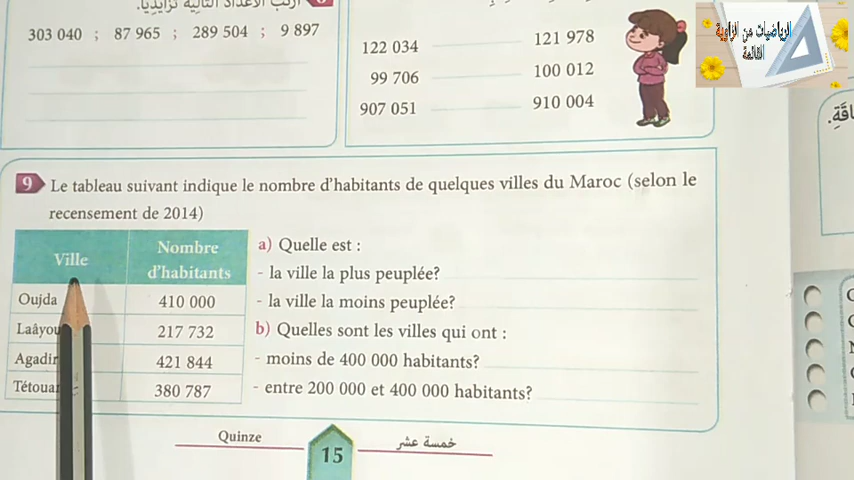 303 040 ; 87 965 ; 289 504 ; 9 897
122 034 121 978
99 706 100 012
907 051 910 004
الرياضيات من الزاوية
القائمة
9 Le tableau suivant indique le nombre d'habitants de quelques villes du Maroc (selon le
recensement de 2014)
Ville Nombre
d'habitants
Oujda 410 000
217 732
Agadir 421 844
380 787
a) Quelle est :
- la ville la plus peuplée?
- la ville la moins peuplée?
b) Quelles sont les villes qui ont :
- moins de 400 000 habitants?
- entre 200 000 et 400 000 habitants?
Quinze 15 خمسة عشر